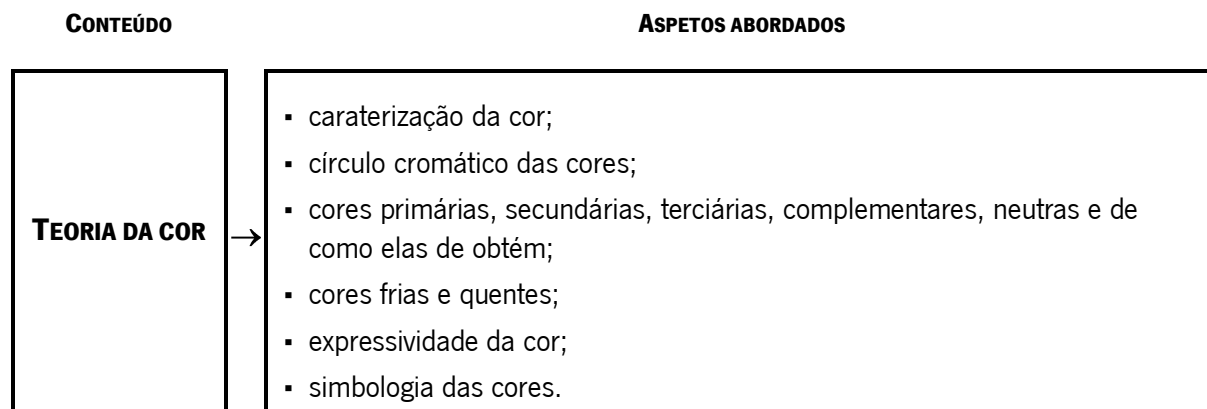 CONTEÚDO
ASPETOS ABORDADOS
TEORIA DA COR
→
▪ caraterização da cor;
▪ círculo cromático das cores;
▪ cores primárias, secundárias, terciárias, complementares, neutras e de
como elas de obtém;
▪ cores frias e quentes;
▪ expressividade da cor;
▪ simbologia das cores.